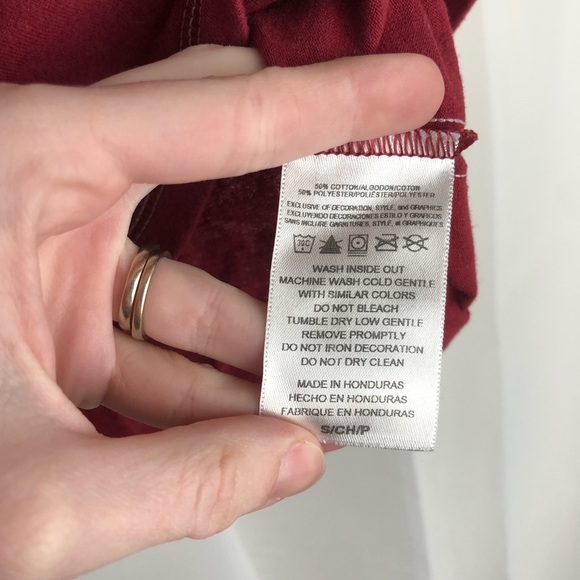 50% COTTON/ALGODON/COTON
50% POLYESTER/POLIÉSTER/POLYESTER
EXCLUSIVE OF DECORATION, STYLE, and GRAPHICS
EXCLUYENDO DECORACIONES ESTILO Y GRAFICOS
SANS INCLURE GARNITURES, STYLE, et GRAPHIQUES
30C
WASH INSIDE OUT
MACHINE WASH COLD GENTLE
WITH SIMILAR COLORS
DO NOT BLEACH
TUMBLE DRY LOW GENTLE
REMOVE PROMPTLY
DO NOT IRON DECORATION
DO NOT DRY CLEAN
MADE IN HONDURAS
HECHO EN HONDURAS
FABRIQUE EN HONDURAS
S/CH/P